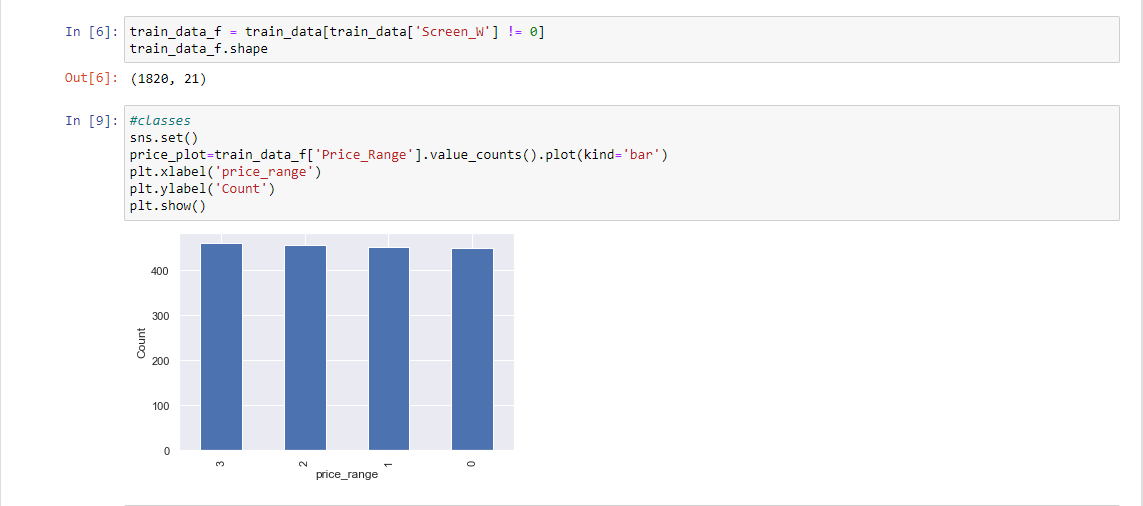 In [6]: train_data_f = train_data[train_data['Screen_W'] != 0]
train_data_f.shape
Out[6]: (1820, 21)
In [9]: #classes
sns.set()
price_plot=train_data_f['Price_Range'].value_counts().plot(kind='bar')
plt.xlabel('price_range')
plt.ylabel('Count')
plt.show()
400
300
200
100
0
Count
3 2 1 0
price_range